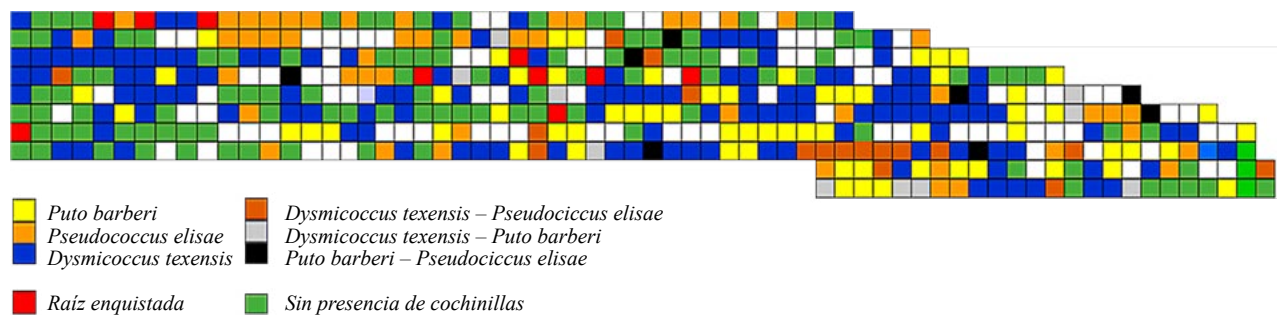 Puto barberi
Pseudococcus elisae
Dysmicoccus texensis
Raíz enquistada
Dysmicoccus texensis – Pseudociccus elisae
Dysmicoccus texensis – Puto barberi
Puto barberi – Pseudociccus elisae
Sin presencia de cochinillas